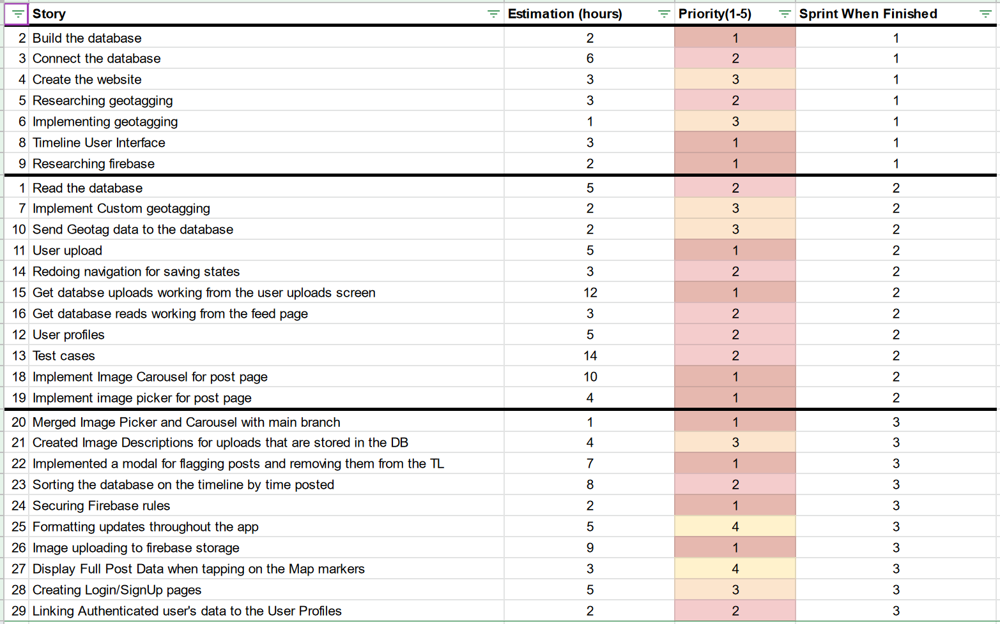 Story Estimation (hours) Priority(1-5) Sprint When Finished
2 Build the database 2 1 1
3 Connect the database 6 2 1
4 Create the website 3 3 1
5 Researching geotagging 3 2 1
6 Implementing geotagging 1 3 1
8 Timeline User Interface 3 1 1
9 Researching firebase 2 1 1
1 Read the database 5 2 2
7 Implement Custom geotagging 2 3 2
10 Send Geotag data to the database 2 3 2
11 User upload 5 1 2
14 Redoing navigation for saving states 3 2 2
15 Get databse uploads working from the user uploads screen 12 1 2
16 Get database reads working from the feed page 3 2 2
12 User profiles 5 2 2
13 Test cases 14 2 2
18 Implement Image Carousel for post page 10 1 2
19 Implement image picker for post page 4 1 2
20 Merged Image Picker and Carousel with main branch 1 1 3
21 Created Image Descriptions for uploads that are stored in the DB 4 3 3
22 Implemented a modal for flagging posts and removing them from the TL 7 1 3
23 Sorting the database on the timeline by time posted 8 2 3
24 Securing Firebase rules 2 1 3
25 Formatting updates throughout the app 5 4 3
26 Image uploading to firebase storage 9 1 3
27 Display Full Post Data when tapping on the Map markers 3 4 3
28 Creating Login/SignUp pages 5 3 3
29 Linking Authenticated user's data to the User Profiles 2 2 3